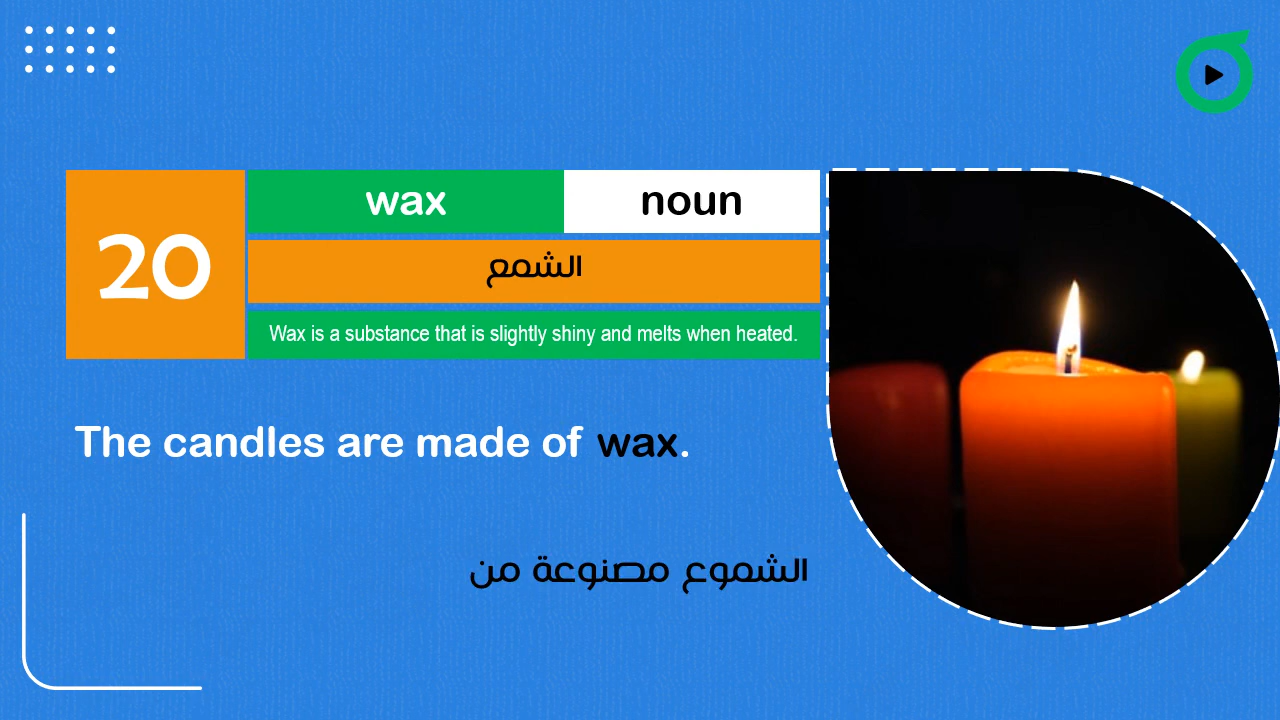 20
wax
noun
الشمع
Wax is a substance that is slightly shiny and melts when heated.
The candles are made of wax.
الشموع مصنوعة من